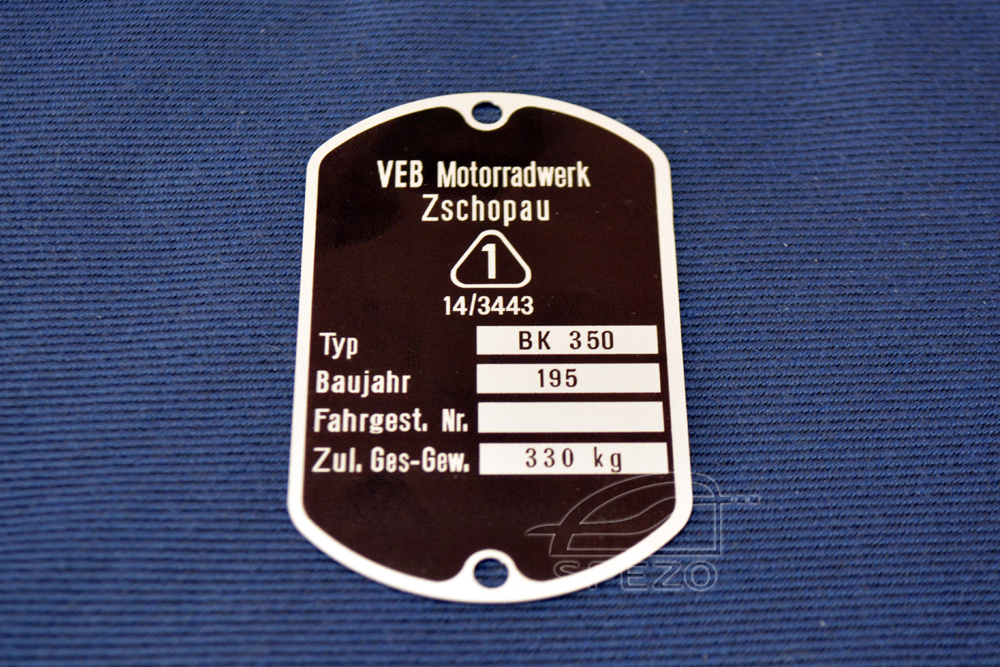 VEB Motorradwerk
Zschopau
1
14/3443
Typ BK 350
Baujahr 195
Fahrgest. Nr.
Zul. Ges-Gew. 330 kg
SPEZO